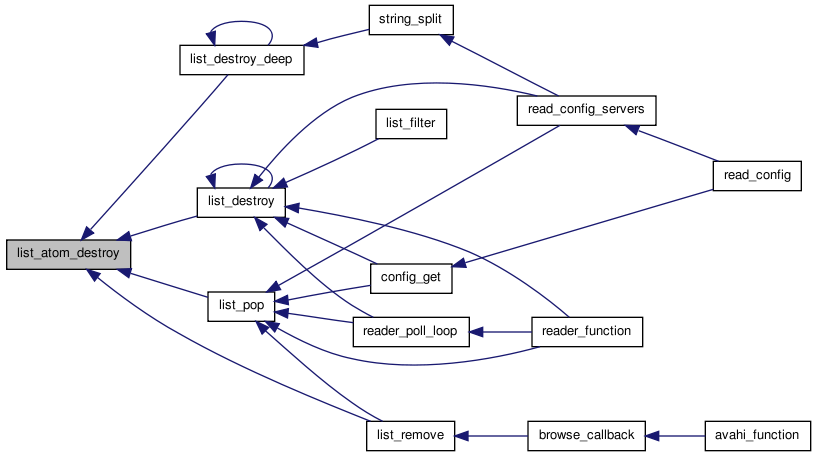 string_split
list_destroy_deep
read_config_servers
list_filter
read_config
list_destroy
list_atom_destroy
config_get
list_pop
reader_poll_loop
reader_function
list_remove
browse_callback
avahi_function